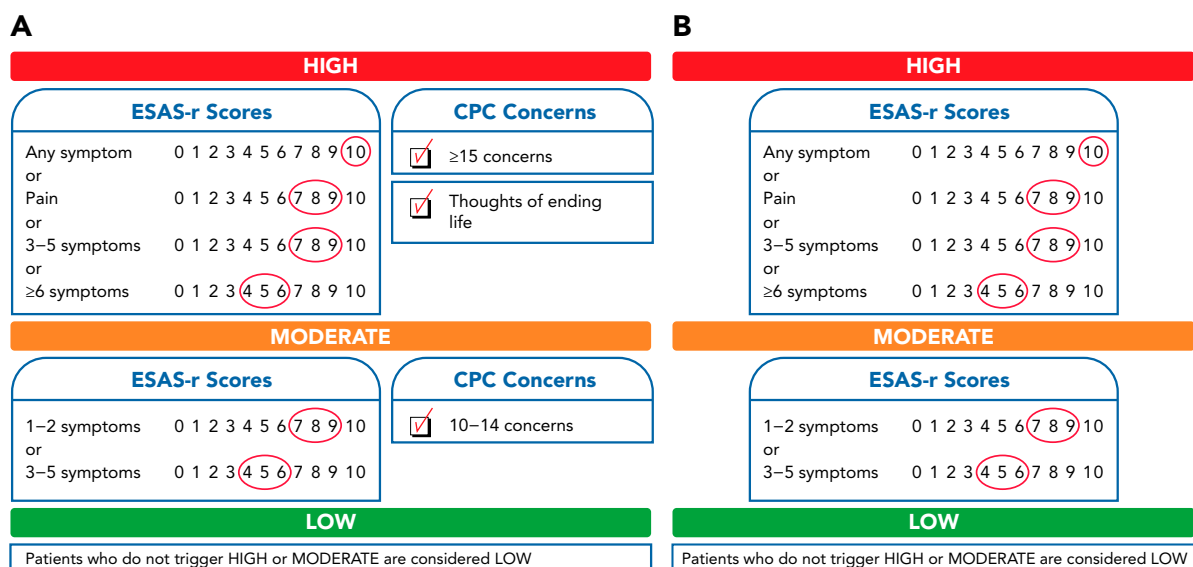 A
HIGH
ESAS-r Scores
Any symptom 0 1 2 3 4 5 6 7 8 9 10
or
Pain 0 1 2 3 4 5 6 7 8 9 10
or
3–5 symptoms 0 1 2 3 4 5 6 7 8 9 10
or
≥6 symptoms 0 1 2 3 4 5 6 7 8 9 10
CPC Concerns
≥15 concerns
Thoughts of ending
life
MODERATE
ESAS-r Scores
1–2 symptoms 0 1 2 3 4 5 6 7 8 9 10
or
3–5 symptoms 0 1 2 3 4 5 6 7 8 9 10
CPC Concerns
10–14 concerns
LOW
Patients who do not trigger HIGH or MODERATE are considered LOW
B
HIGH
ESAS-r Scores
Any symptom 0 1 2 3 4 5 6 7 8 9 10
or
Pain 0 1 2 3 4 5 6 7 8 9 10
or
3–5 symptoms 0 1 2 3 4 5 6 7 8 9 10
or
≥6 symptoms 0 1 2 3 4 5 6 7 8 9 10
MODERATE
ESAS-r Scores
1–2 symptoms 0 1 2 3 4 5 6 7 8 9 10
or
3–5 symptoms 0 1 2 3 4 5 6 7 8 9 10
LOW
Patients who do not trigger HIGH or MODERATE are considered LOW